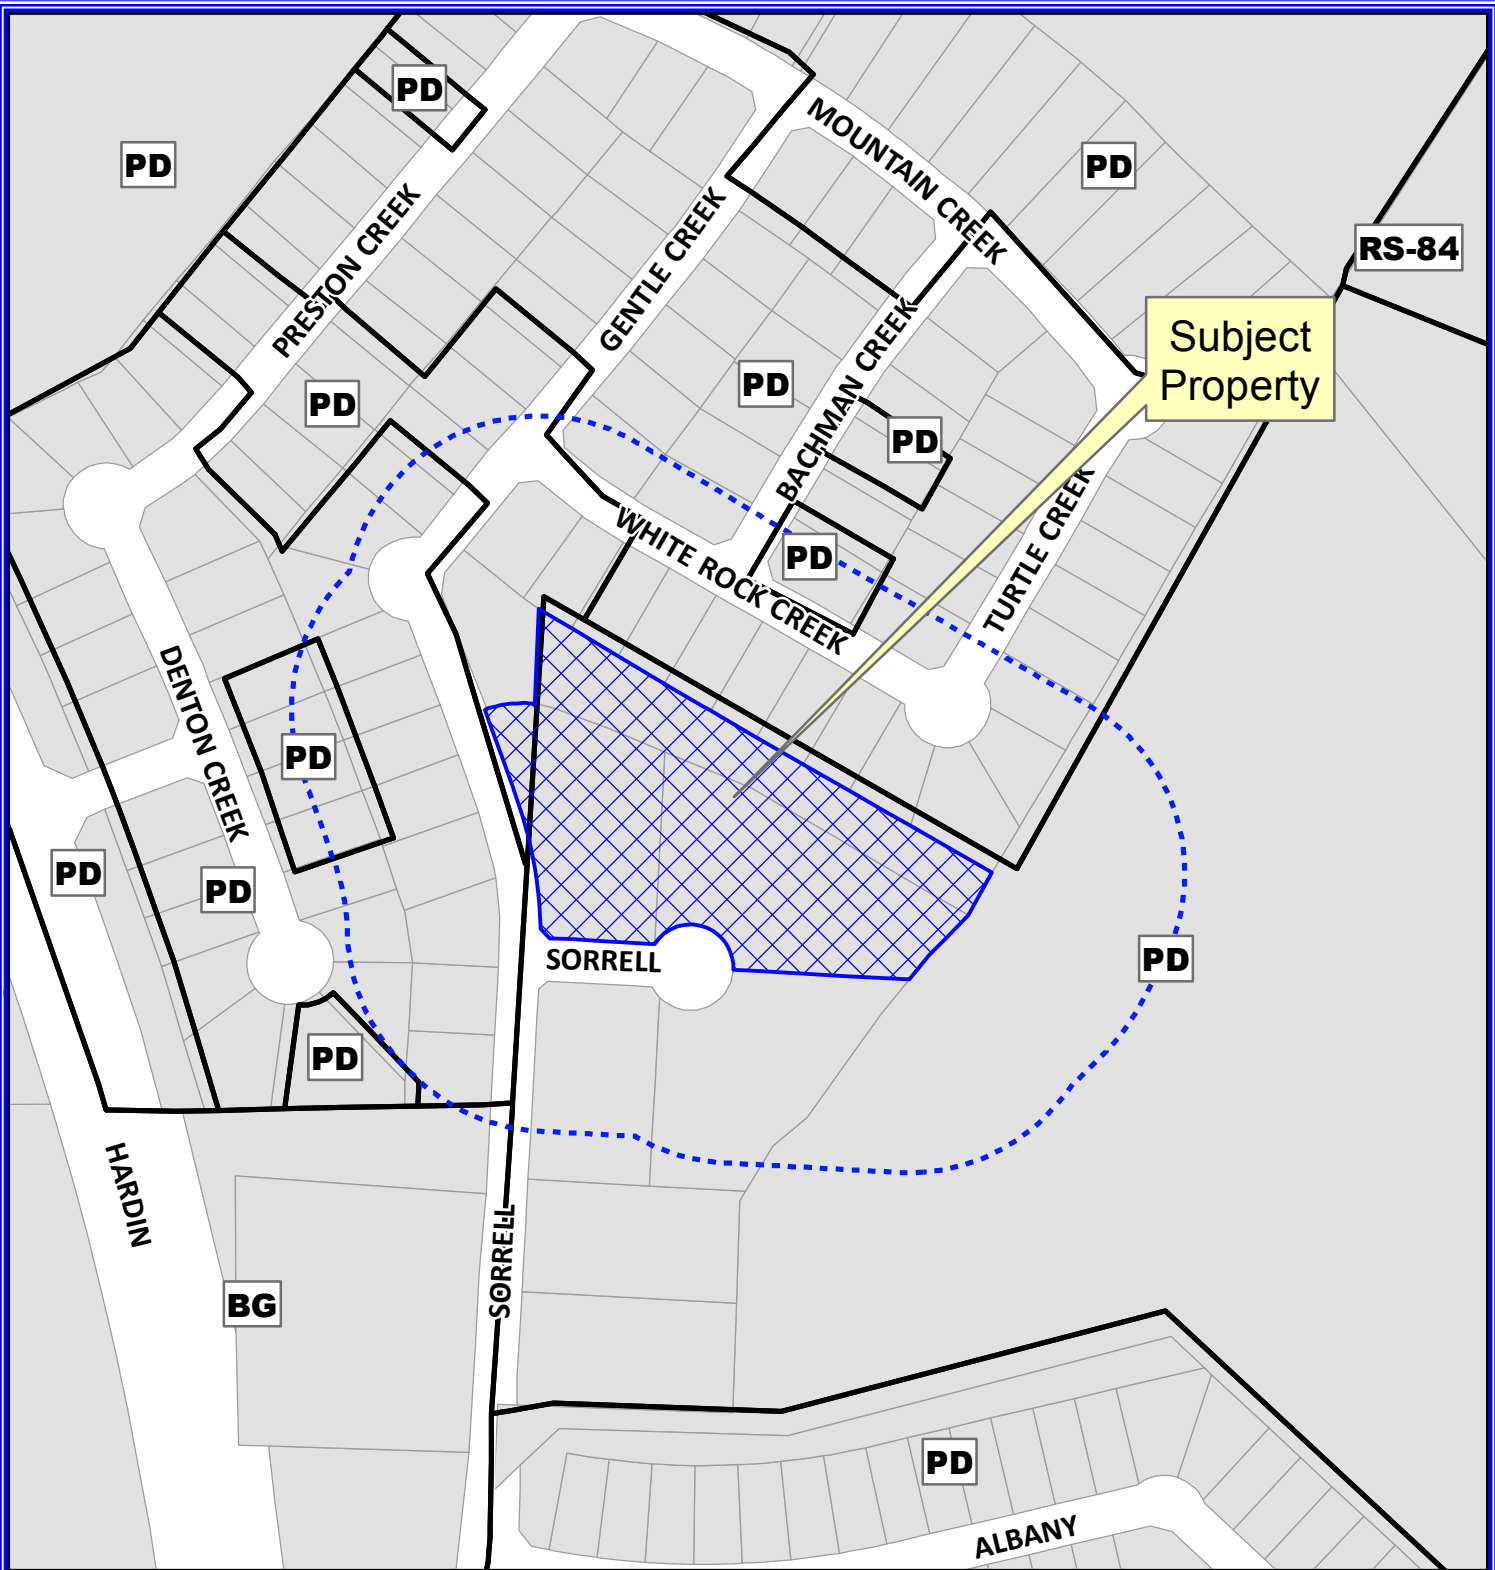 PD
PD
MOUNTAIN CREEK
PD
PRESTON CREEK
GENTLE CREEK
RS-84
Subject
Property
PD
PD
BACHMAN CREEK
PD
TURTLE CREEK
WHITE ROCK CREEK
PD
DENTON CREEK
PD
PD
PD
SORRELL
PD
PD
HARDIN
SORRELL
BG
PD
ALBANY